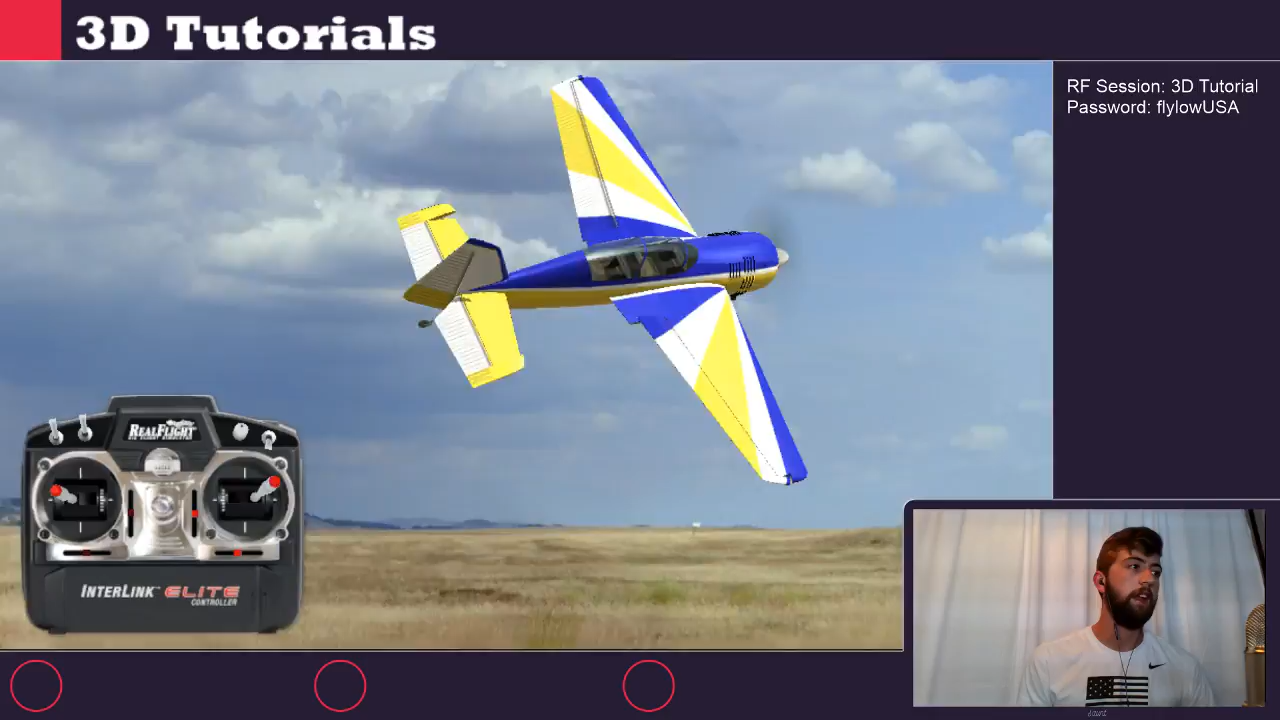 3D Tutorials
RF Session: 3D Tutorial
Password: flylowUSA
REALFLIGHT
INTERLINK ELITE
CONTROLLER